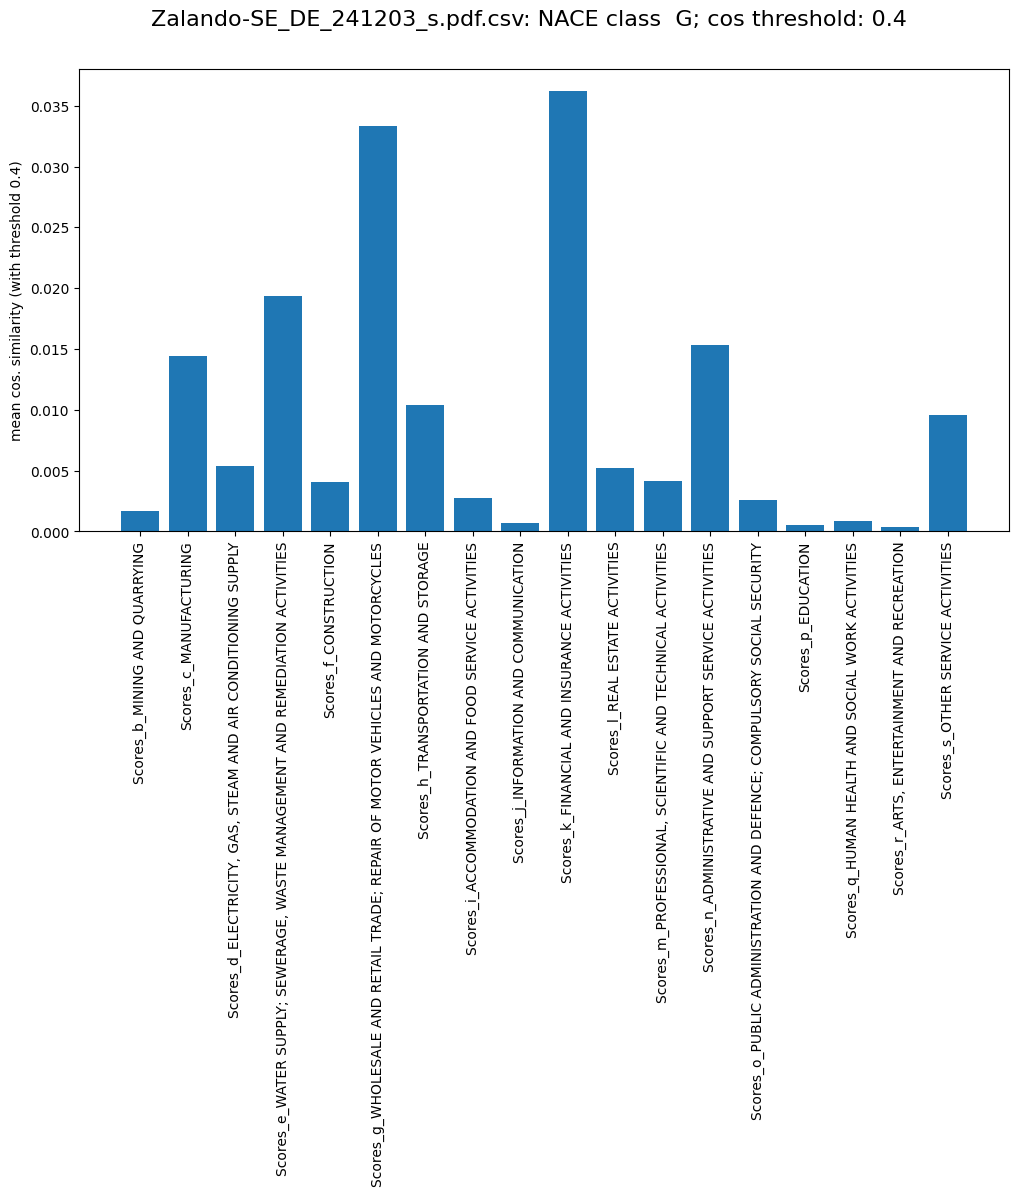 Zalando-SE_DE_241203_s.pdf.csv: NACE class  G; cos threshold: 0.4
mean cos. similarity (with threshold 0.4)
0.035
0.030
0.025
0.020
0.015
0.010
0.005
0.000
Scores_b_MINING AND QUARRYING
Scores_c_MANUFACTURING
Scores_d_ELECTRICITY, GAS, STEAM AND AIR CONDITIONING SUPPLY
Scores_e_WATER SUPPLY; SEWERAGE, WASTE MANAGEMENT AND REMEDIATION ACTIVITIES
Scores_f_CONSTRUCTION
Scores_g_WHOLESALE AND RETAIL TRADE; REPAIR OF MOTOR VEHICLES AND MOTORCYCLES
Scores_h_TRANSPORTATION AND STORAGE
Scores_i_ACCOMMODATION AND FOOD SERVICE ACTIVITIES
Scores_j_INFORMATION AND COMMUNICATION
Scores_k_FINANCIAL AND INSURANCE ACTIVITIES
Scores_l_REAL ESTATE ACTIVITIES
Scores_m_PROFESSIONAL, SCIENTIFIC AND TECHNICAL ACTIVITIES
Scores_n_ADMINISTRATIVE AND SUPPORT SERVICE ACTIVITIES
Scores_o_PUBLIC ADMINISTRATION AND DEFENCE; COMPULSORY SOCIAL SECURITY
Scores_p_EDUCATION
Scores_q_HUMAN HEALTH AND SOCIAL WORK ACTIVITIES
Scores_r_ARTS, ENTERTAINMENT AND RECREATION
Scores_s_OTHER SERVICE ACTIVITIES